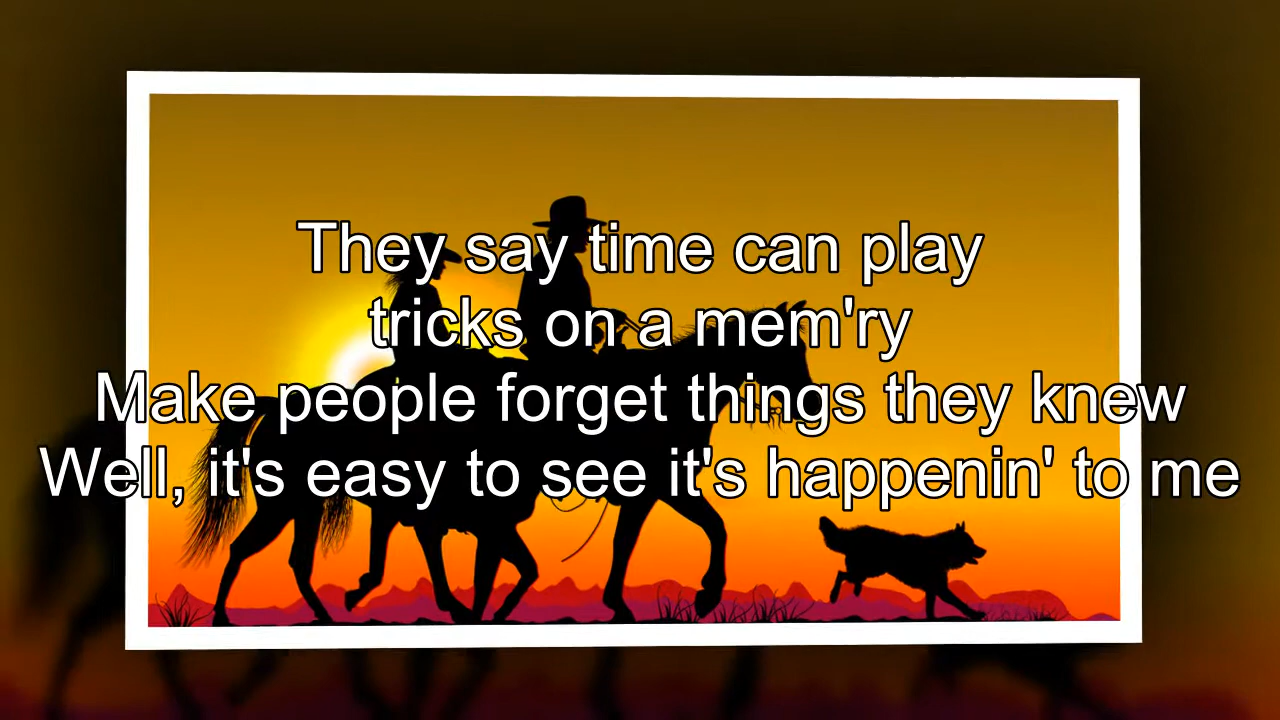 They say time can play
tricks on a mem'ry
Make people forget things they knew
Well, it's easy to see it's happenin' to me